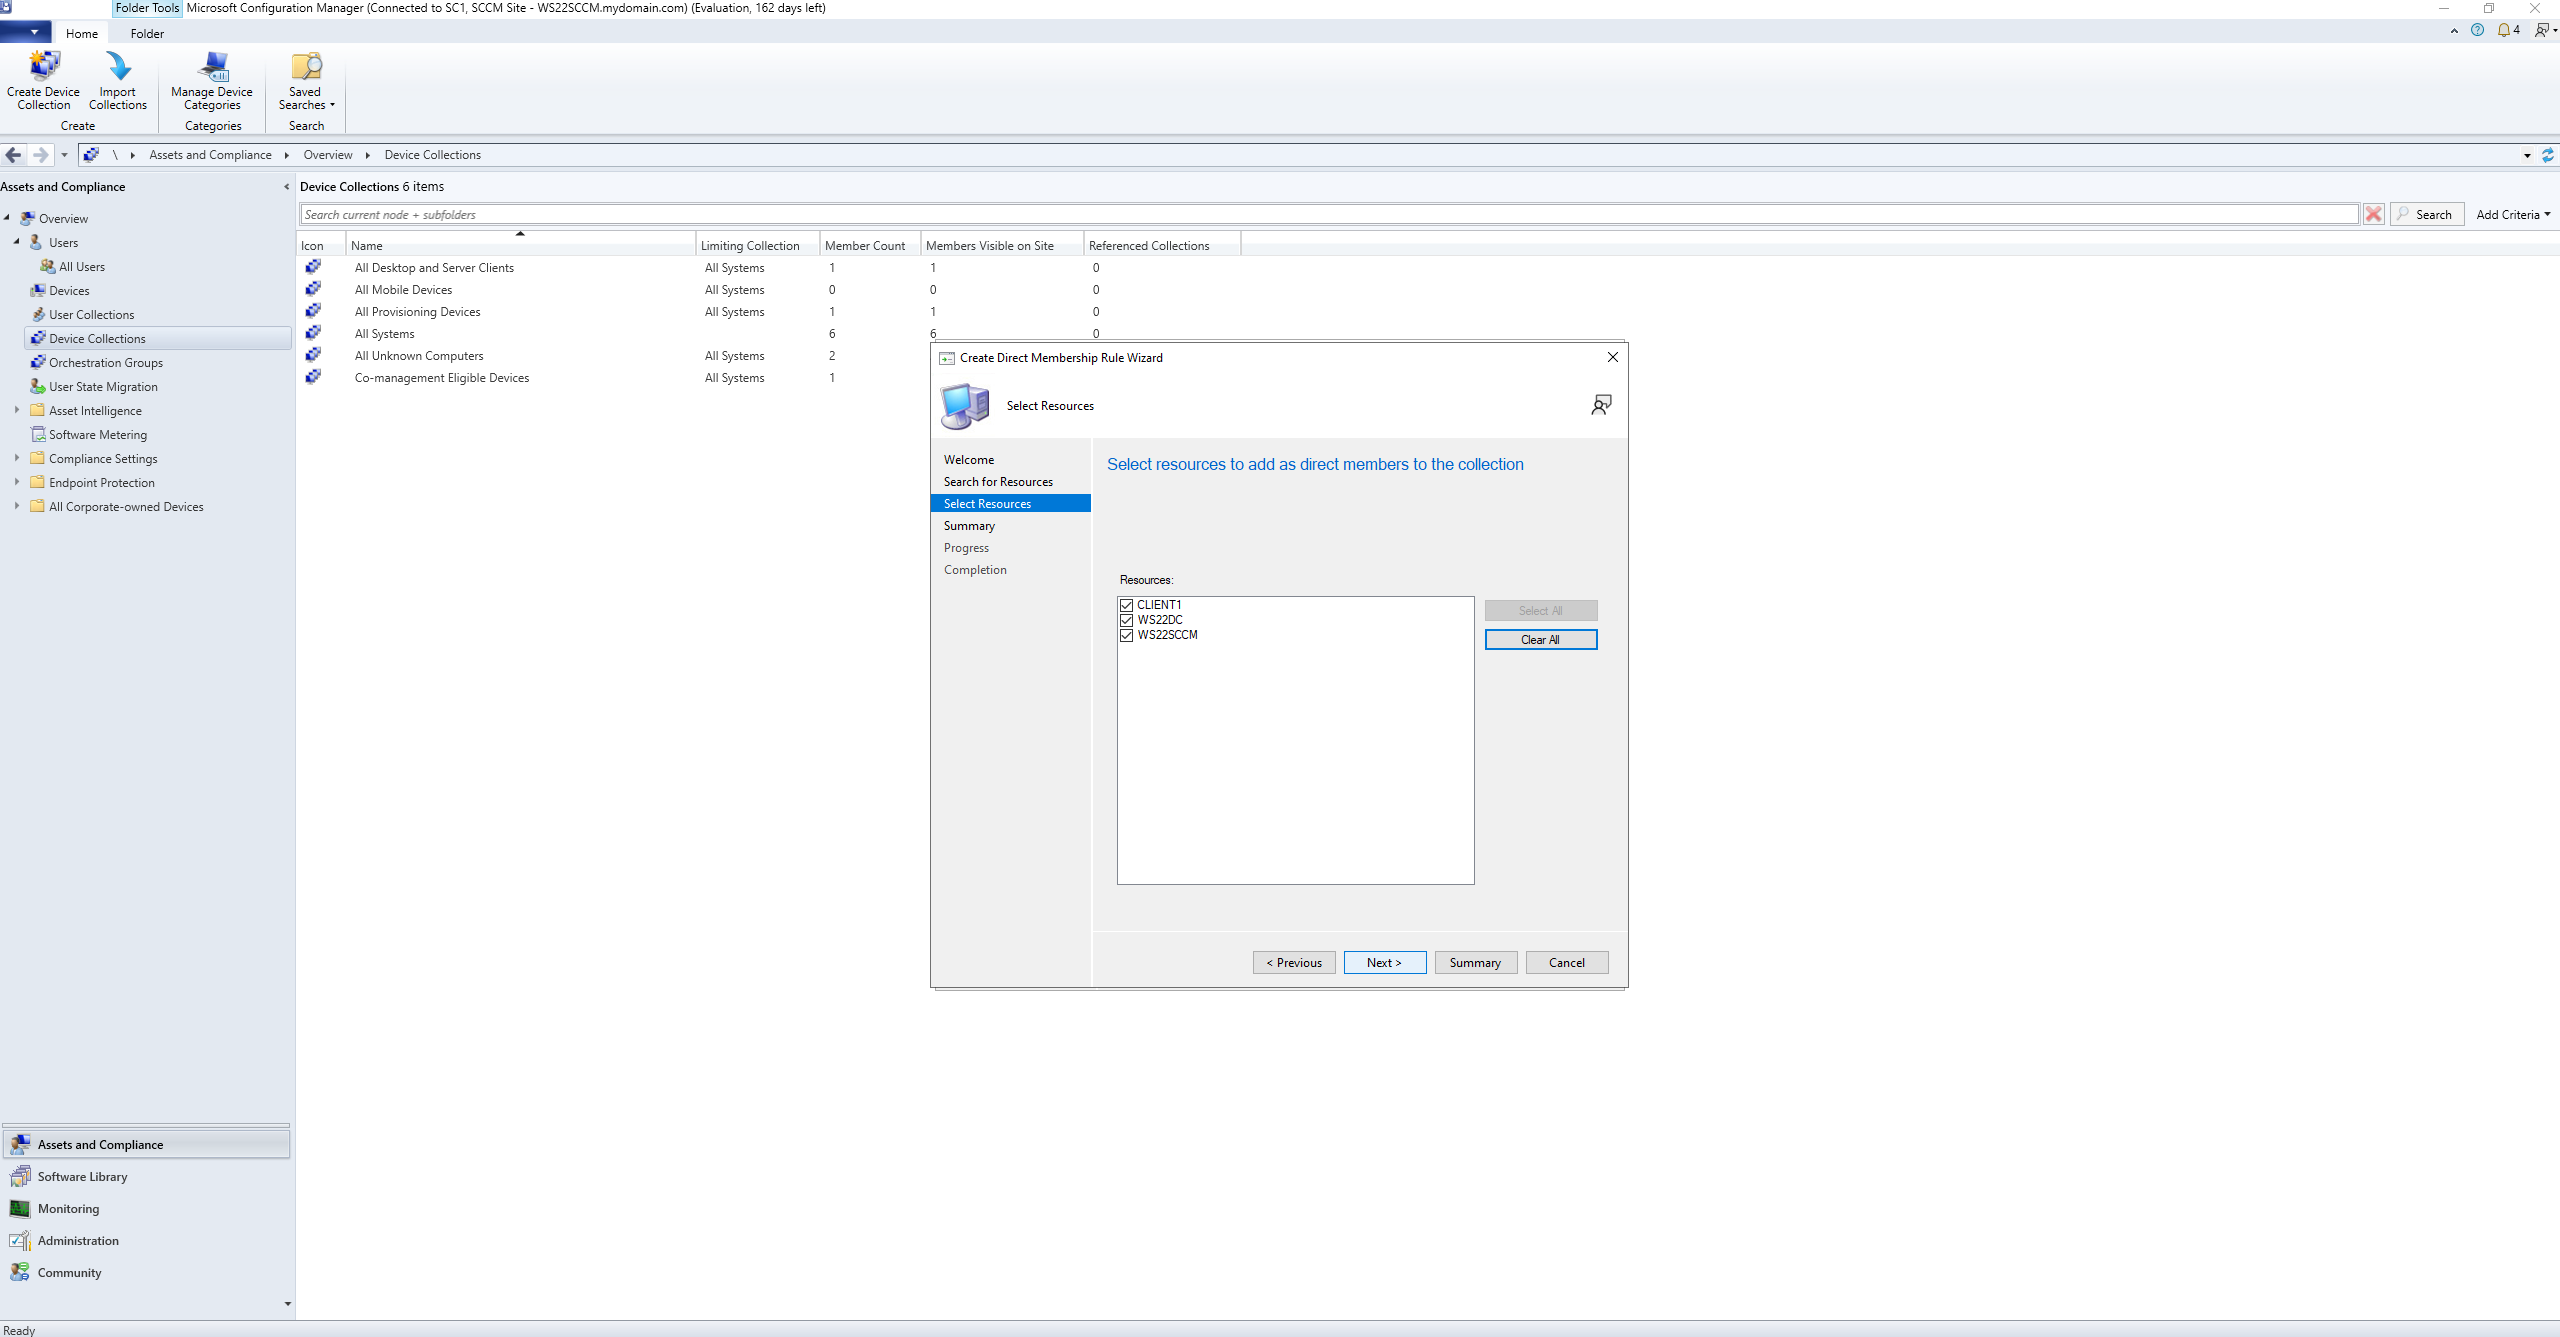 Folder Tools Microsoft Configuration Manager (Connected to SC1, SCCM Site - WS22SCCM.mydomain.com) (Evaluation, 162 days left)
Home Folder
4
Create Device Collection
Import Collections
Manage Device Categories
Saved Searches
Create Categories Search
\ Assets and Compliance Overview Device Collections
Assets and Compliance
Overview
Users
All Users
Devices
User Collections
Device Collections
Orchestration Groups
User State Migration
Asset Intelligence
Software Metering
Compliance Settings
Endpoint Protection
All Corporate-owned Devices
Assets and Compliance
Software Library
Monitoring
Administration
Community
Device Collections 6 items
Search current node + subfolders
Search Add Criteria
Icon Name Limiting Collection Member Count Members Visible on Site Referenced Collections
All Desktop and Server Clients All Systems 1 1 0
All Mobile Devices All Systems 0 0 0
All Provisioning Devices All Systems 1 1 0
All Systems 6 6 0
All Unknown Computers All Systems 2
Co-management Eligible Devices All Systems 1
Create Direct Membership Rule Wizard
Select Resources
Welcome
Search for Resources
Select Resources
Summary
Progress
Completion
Select resources to add as direct members to the collection
Resources:
CLIENT1
WS22DC
WS22SCCM
Select All
Clear All
< Previous Next > Summary Cancel
Ready